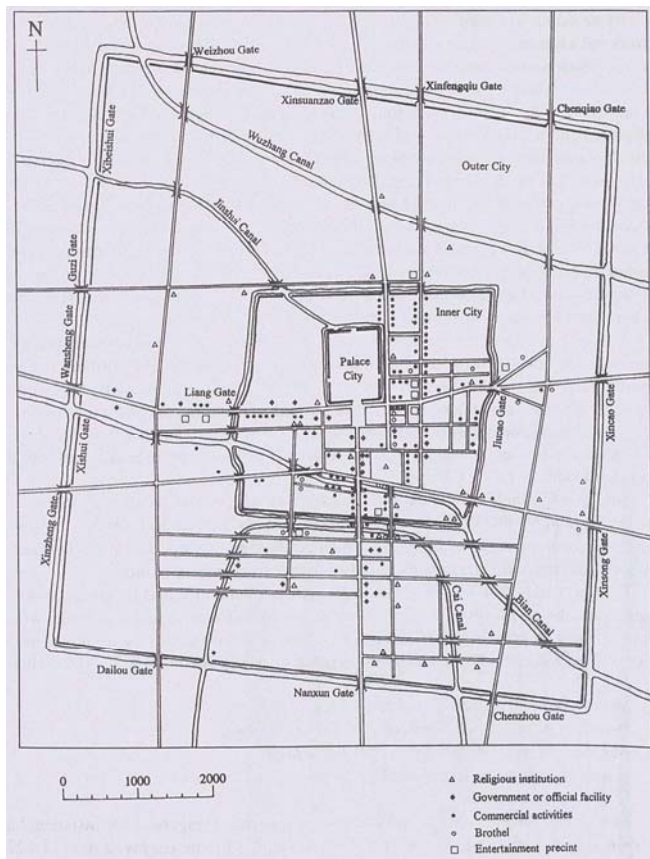 N
Weizhou Gate
Xinsuanzao Gate
Xinfengqiu Gate
Chenqiao Gate
Xibeishui Gate
Wuzhang Canal
Outer City
Jinshui Canal
Guzi Gate
Inner City
Wansheng Gate
Palace
City
Liang Gate
Jiucao Gate
Xincao Gate
Xishui Gate
Xinzheng Gate
Xinsong Gate
Cai Canal
Bian Canal
Dailou Gate
Nanxun Gate
Chenzhou Gate
0 1000 2000
Religious institution
Government or official facility
Commercial activities
Brothel
Entertainment precint